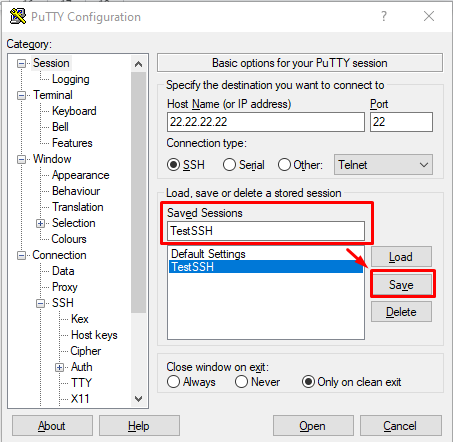 PuTTY Configuration
Category:
Session
Logging
Terminal
Keyboard
Bell
Features
Window
Appearance
Behaviour
Translation
Selection
Colours
Connection
Data
Proxy
SSH
Kex
Host keys
Cipher
Auth
TTY
X11
Basic options for your PuTTY session
Specify the destination you want to connect to
Host Name (or IP address) Port
22.22.22.22 22
Connection type:
SSH Serial Other: Telnet
Load, save or delete a stored session
Saved Sessions
TestSSH
Default Settings
TestSSH
Load
Save
Delete
Close window on exit:
Always Never Only on clean exit
About Help Open Cancel